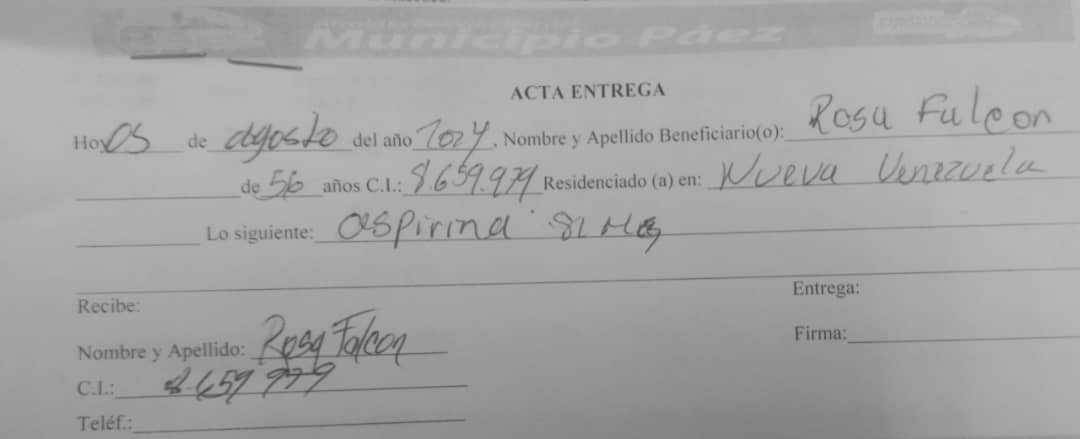 Municipio Páez
ACTA ENTREGA
Hoy 05 de agosto del año 2024, Nombre y Apellido Beneficiario(o): Rosa Falcon
de 56 años C.I.: 8.659.979 Residenciado (a) en: Nueva Venezuela
Lo siguiente: aspirina 81 Mg
Recibe:
Entrega:
Nombre y Apellido: Rosa Falcon
Firma:
C.I.: 8.659 979
Teléf.: